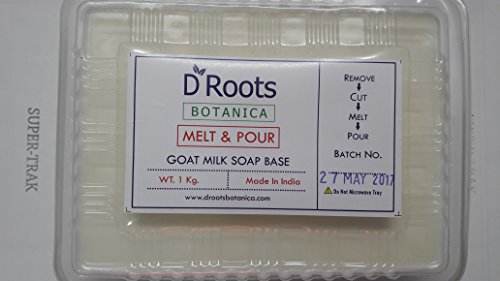 SUPER-TRAK
D'Roots
BOTANICA
MELT & POUR
GOAT MILK SOAP BASE
WT. 1 Kg.
Made In India
www.drootsbotanica.com
REMOVE
CUT
MELT
POUR
BATCH NO.
27 MAY 2017
Do Not Microwave Tray